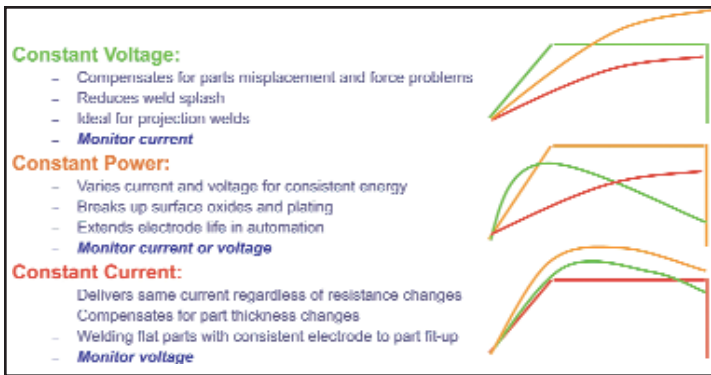 Constant Voltage:
– Compensates for parts misplacement and force problems
– Reduces weld splash
– Ideal for projection welds
– Monitor current
Constant Power:
– Varies current and voltage for consistent energy
– Breaks up surface oxides and plating
– Extends electrode life in automation
– Monitor current or voltage
Constant Current:
Delivers same current regardless of resistance changes
Compensates for part thickness changes
– Welding flat parts with consistent electrode to part fit-up
– Monitor voltage